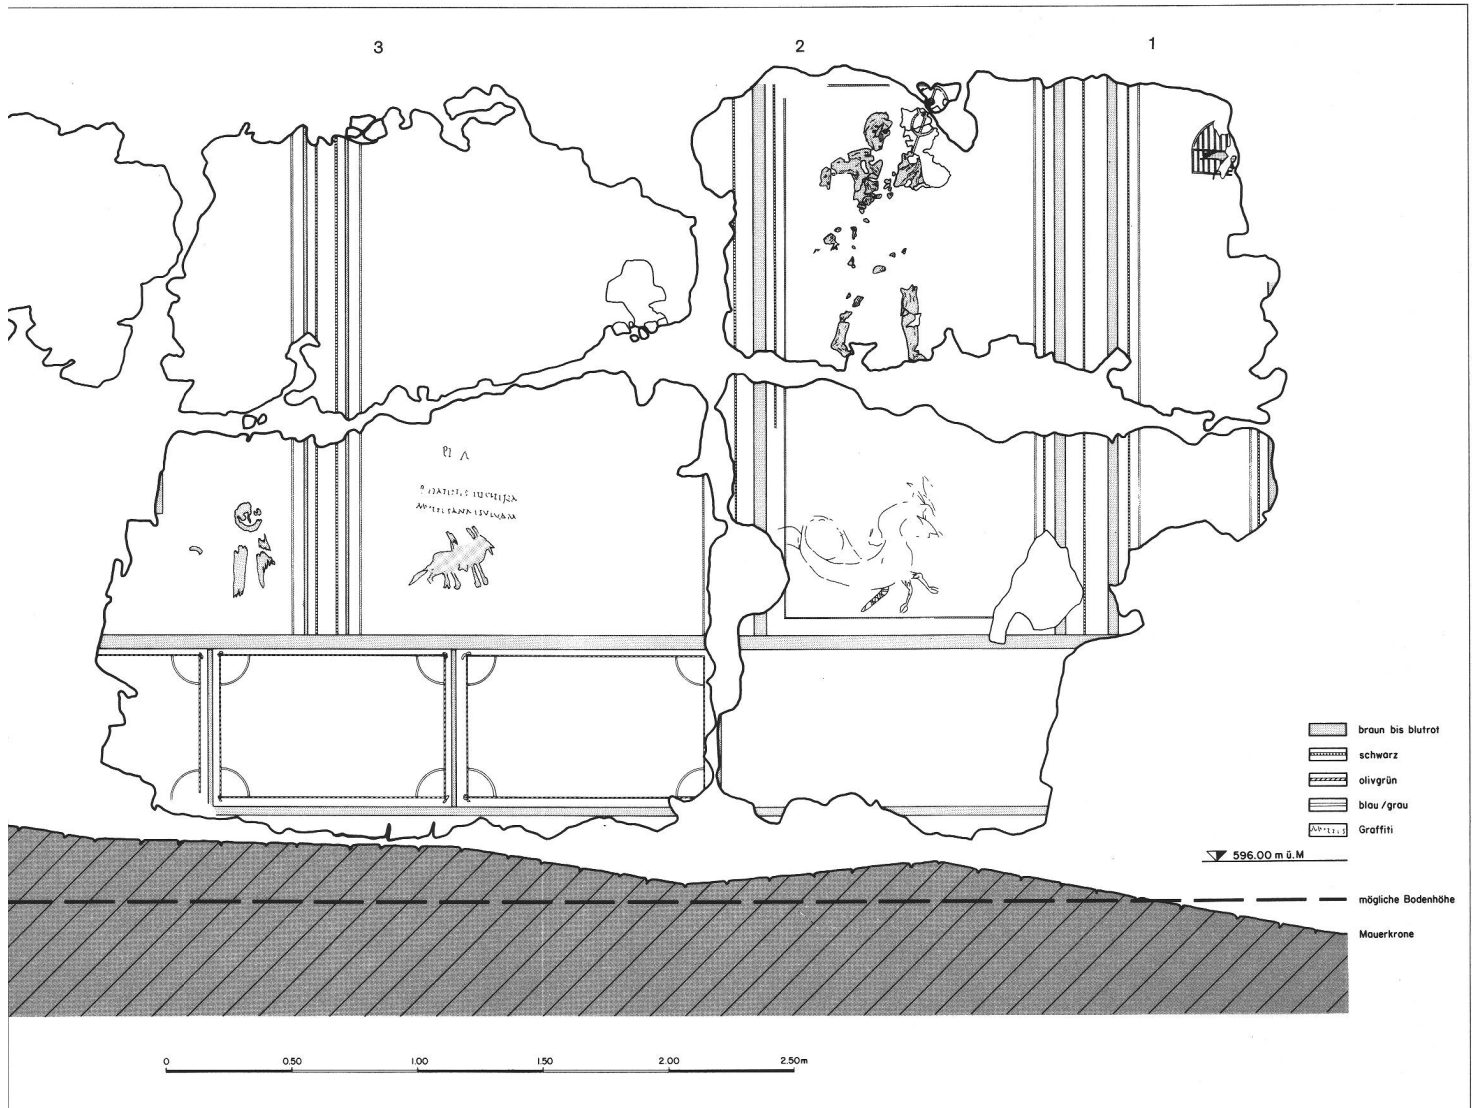 3 2 1
braun bis blutrot
schwarz
olivgrün
blau/grau
Graffiti
596.00 m ü.M
mögliche Bodenhöhe
Mauerkrone
0 0.50 1.00 1.50 2.00 2.50m